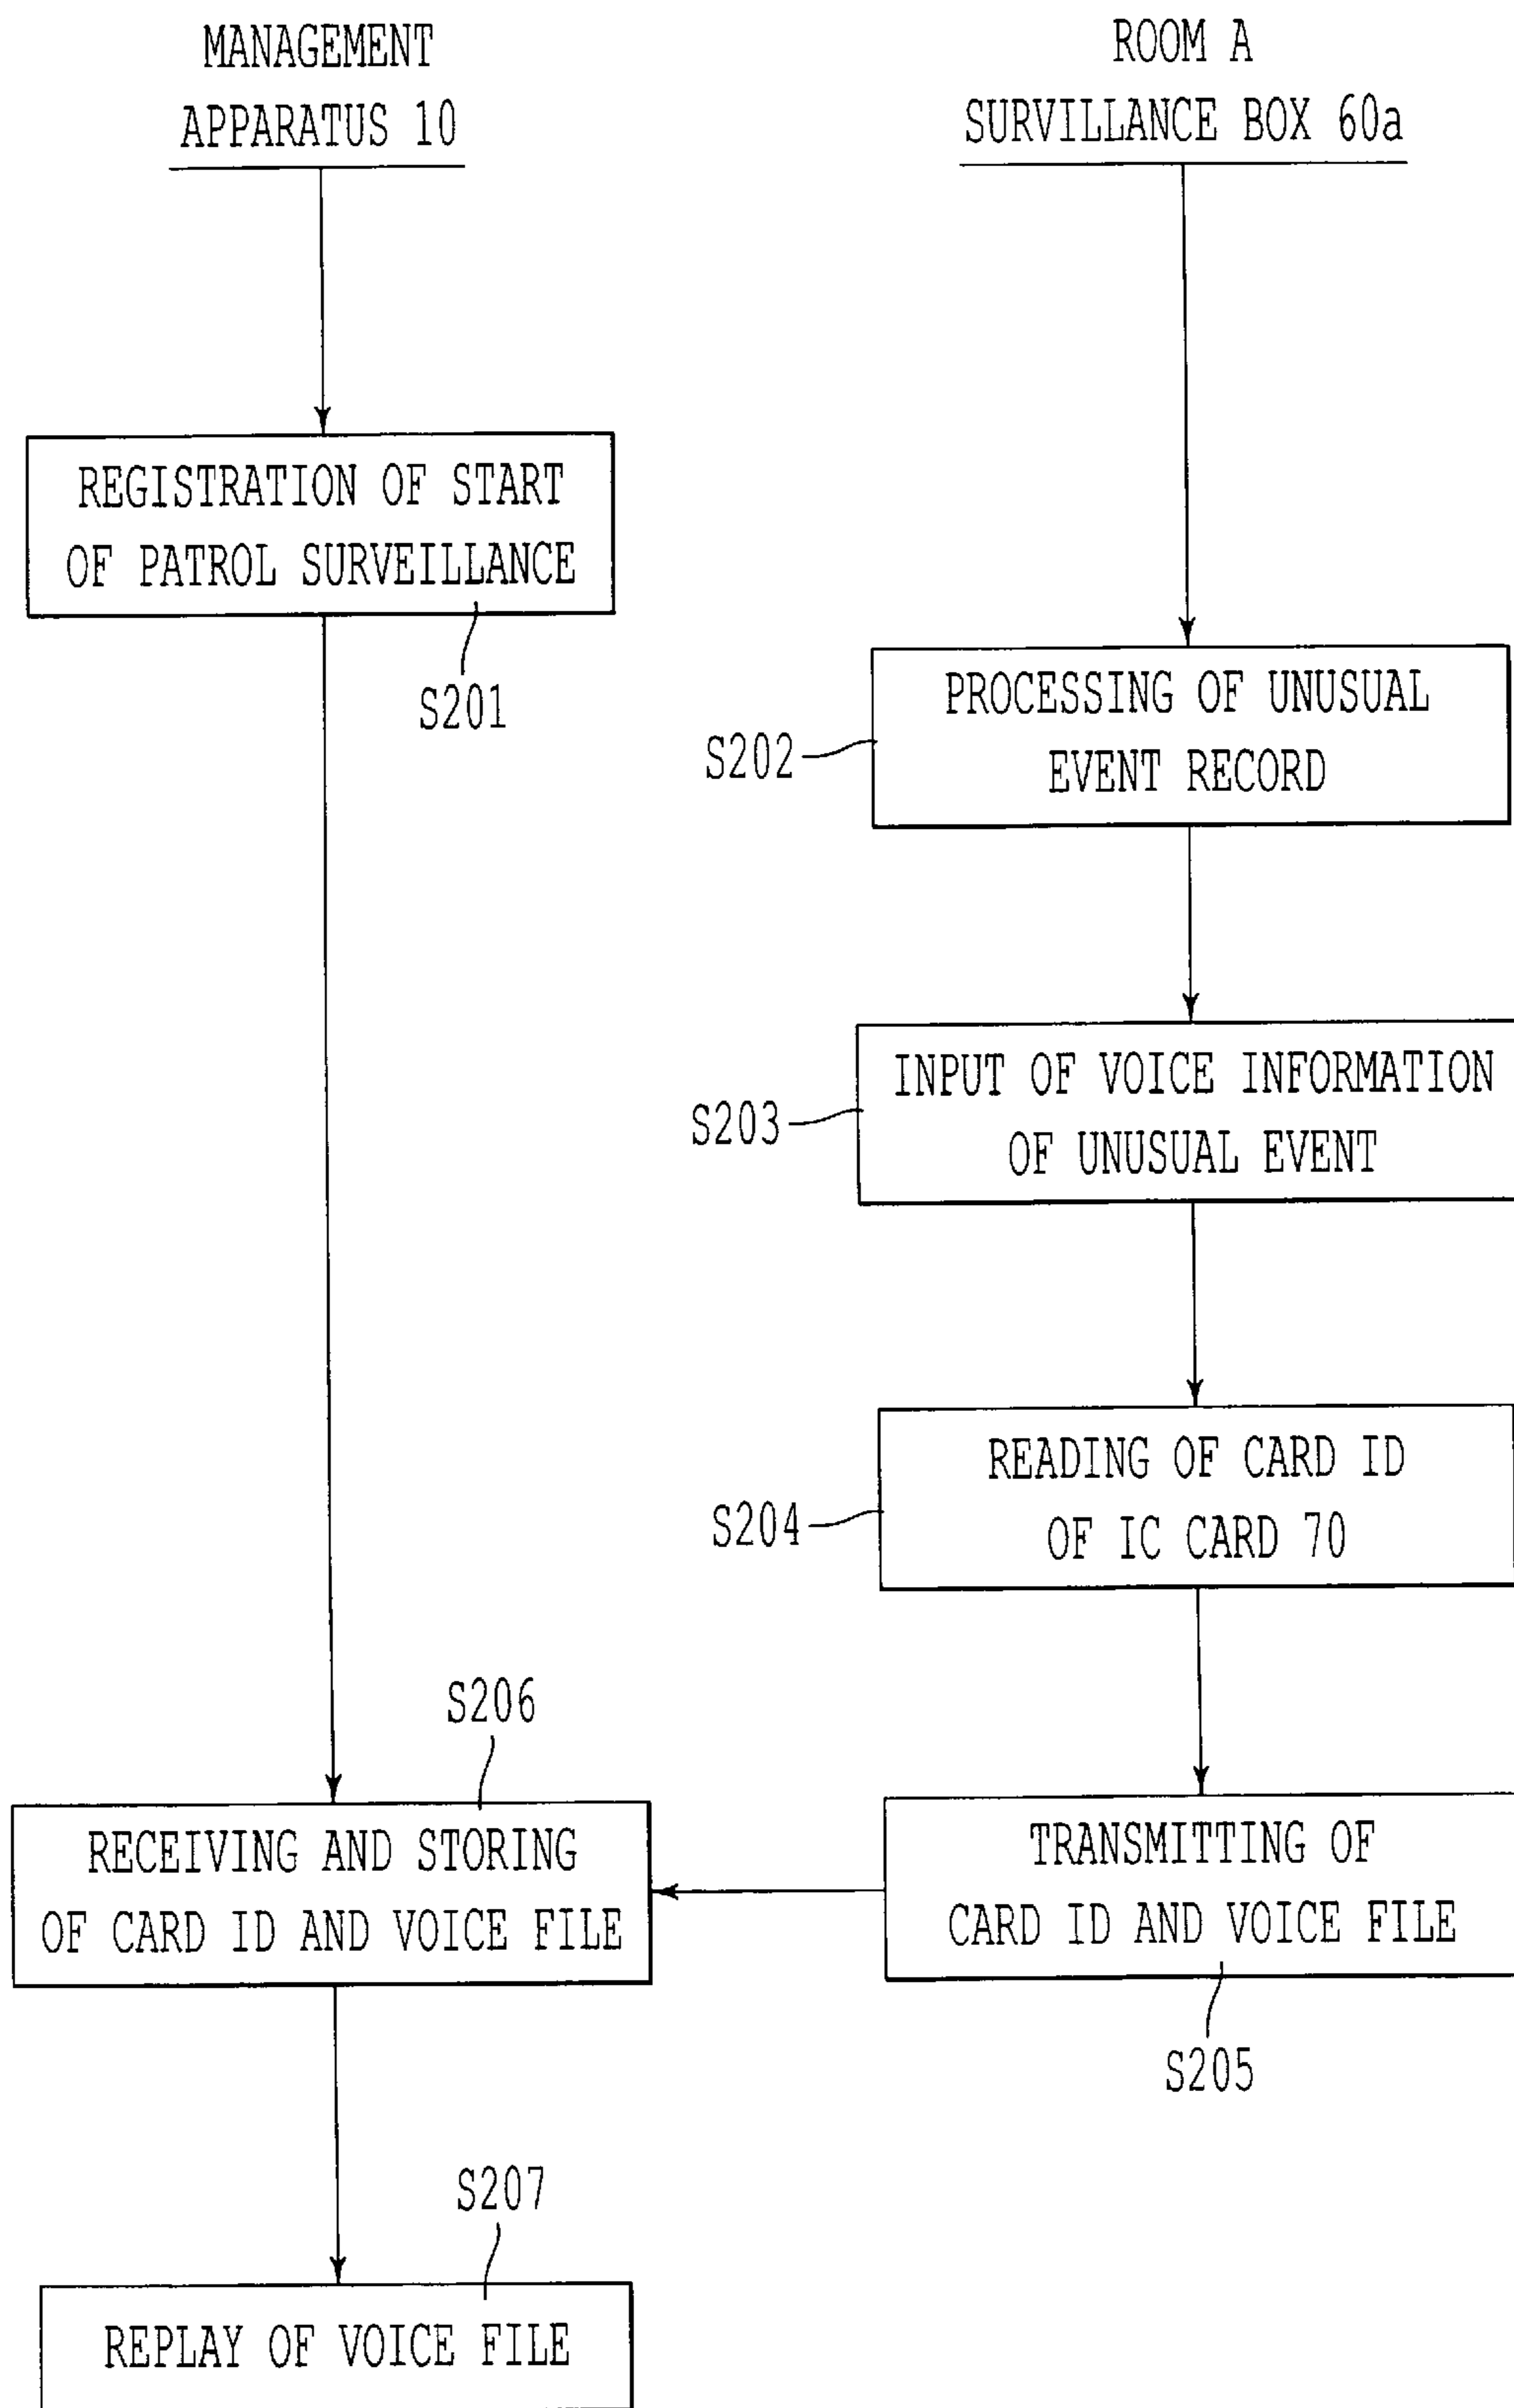 MANAGEMENT
APPARATUS 10
ROOM A
SURVILLANCE BOX 60a
REGISTRATION OF START
OF PATROL SURVEILLANCE
S201
PROCESSING OF UNUSUAL
EVENT RECORD
S202
INPUT OF VOICE INFORMATION
OF UNUSUAL EVENT
S203
READING OF CARD ID
OF IC CARD 70
S204
TRANSMITTING OF
CARD ID AND VOICE FILE
S205
S206
RECEIVING AND STORING
OF CARD ID AND VOICE FILE
S207
REPLAY OF VOICE FILE